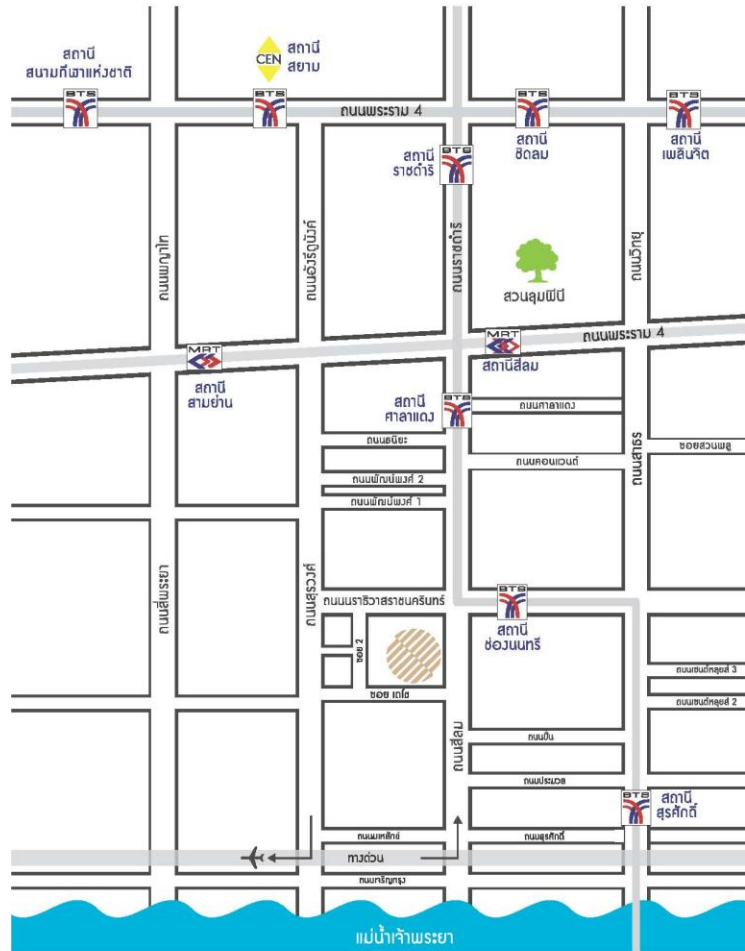 สถานี
สนามกีฬาแห่งชาติ
CEN
สถานี
สยาม
BTS
BTS
ถนนพระราม 4
BTS
BTS
สถานี
ราชดำริ
BTS
สถานี
ชิดลม
สถานี
เพลินจิต
ถนนพญาไท
ถนนอังรีดูนังต์
ถนนราชดำริ
ถนนวิทยุ
สวนลุมพินี
MRT
สถานี
สามย่าน
MRT
สถานีสีลม
ถนนพระราม 4
สถานี
ศาลาแดง
BTS
ถนนศาลาแดง
ถนนธนิยะ
ถนนคอนแวนต์
ถนนสาธร
ซอยสวนพลู
ถนนพัฒน์พงศ์ 2
ถนนพัฒน์พงศ์ 1
ถนนสี่พระยา
ถนนสุรวงศ์
ถนนนราธิวาสราชนครินทร์
BTS
สถานี
ช่องนนทรี
ซอย 2
ซอย เดโช
ถนนสีลม
ถนนเซนต์หลุยส์ 3
ถนนเซนต์หลุยส์ 2
ถนนปั้น
ถนนประมวล
BTS
สถานี
สุรศักดิ์
ถนนมเหสักข์
ถนนสุรศักดิ์
ทางด่วน
ถนนเจริญกรุง
แม่น้ำเจ้าพระยา